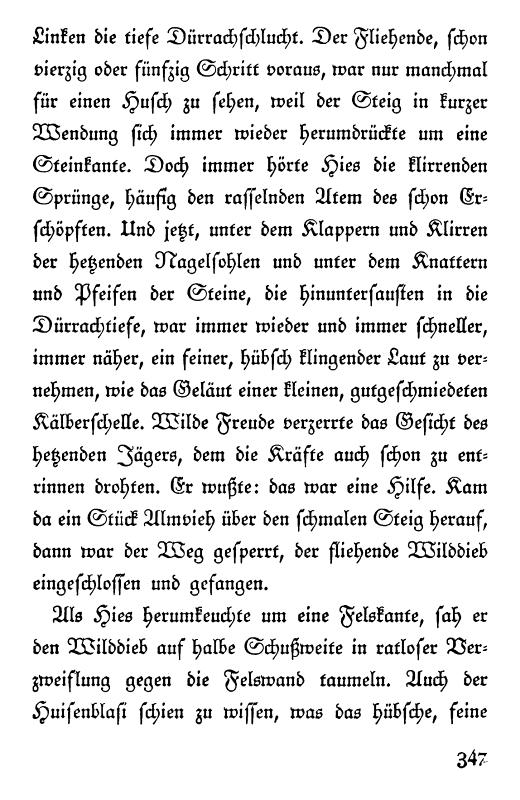 Linken die tiefe Dürrachschlucht. Der Fliehende, schon
vierzig oder fünfzig Schritt voraus, war nur manchmal
für einen Husch zu sehen, weil der Steig in kurzer
Wendung sich immer wieder herumdrückte um eine
Steinkante. Doch immer hörte Hies die klirrenden
Sprünge, häufig den rasselnden Atem des schon Er-
schöpften. Und jetzt, unter dem Klappern und Klirren
der hetzenden Nagelsohlen und unter dem Knattern
und Pfeifen der Steine, die hinuntersausten in die
Dürrachtiefe, war immer wieder und immer schneller,
immer näher, ein feiner, hübsch klingender Laut zu ver-
nehmen, wie das Geläut einer kleinen, gutgeschmiedeten
Kälberschelle. Wilde Freude verzerrte das Gesicht des
hetzenden Jägers, dem die Kräfte auch schon zu ent-
rinnen drohten. Er wußte: das war eine Hilfe. Kam
da ein Stück Almvieh über den schmalen Steig herauf,
dann war der Weg gesperrt, der fliehende Wilddieb
eingeschlossen und gefangen.
Als Hies herumkeuchte um eine Felskante, sah er
den Wilddieb auf halbe Schußweite in ratloser Ver-
zweiflung gegen die Felswand taumeln. Auch der
Huisenblasi schien zu wissen, was das hübsche, feine
347